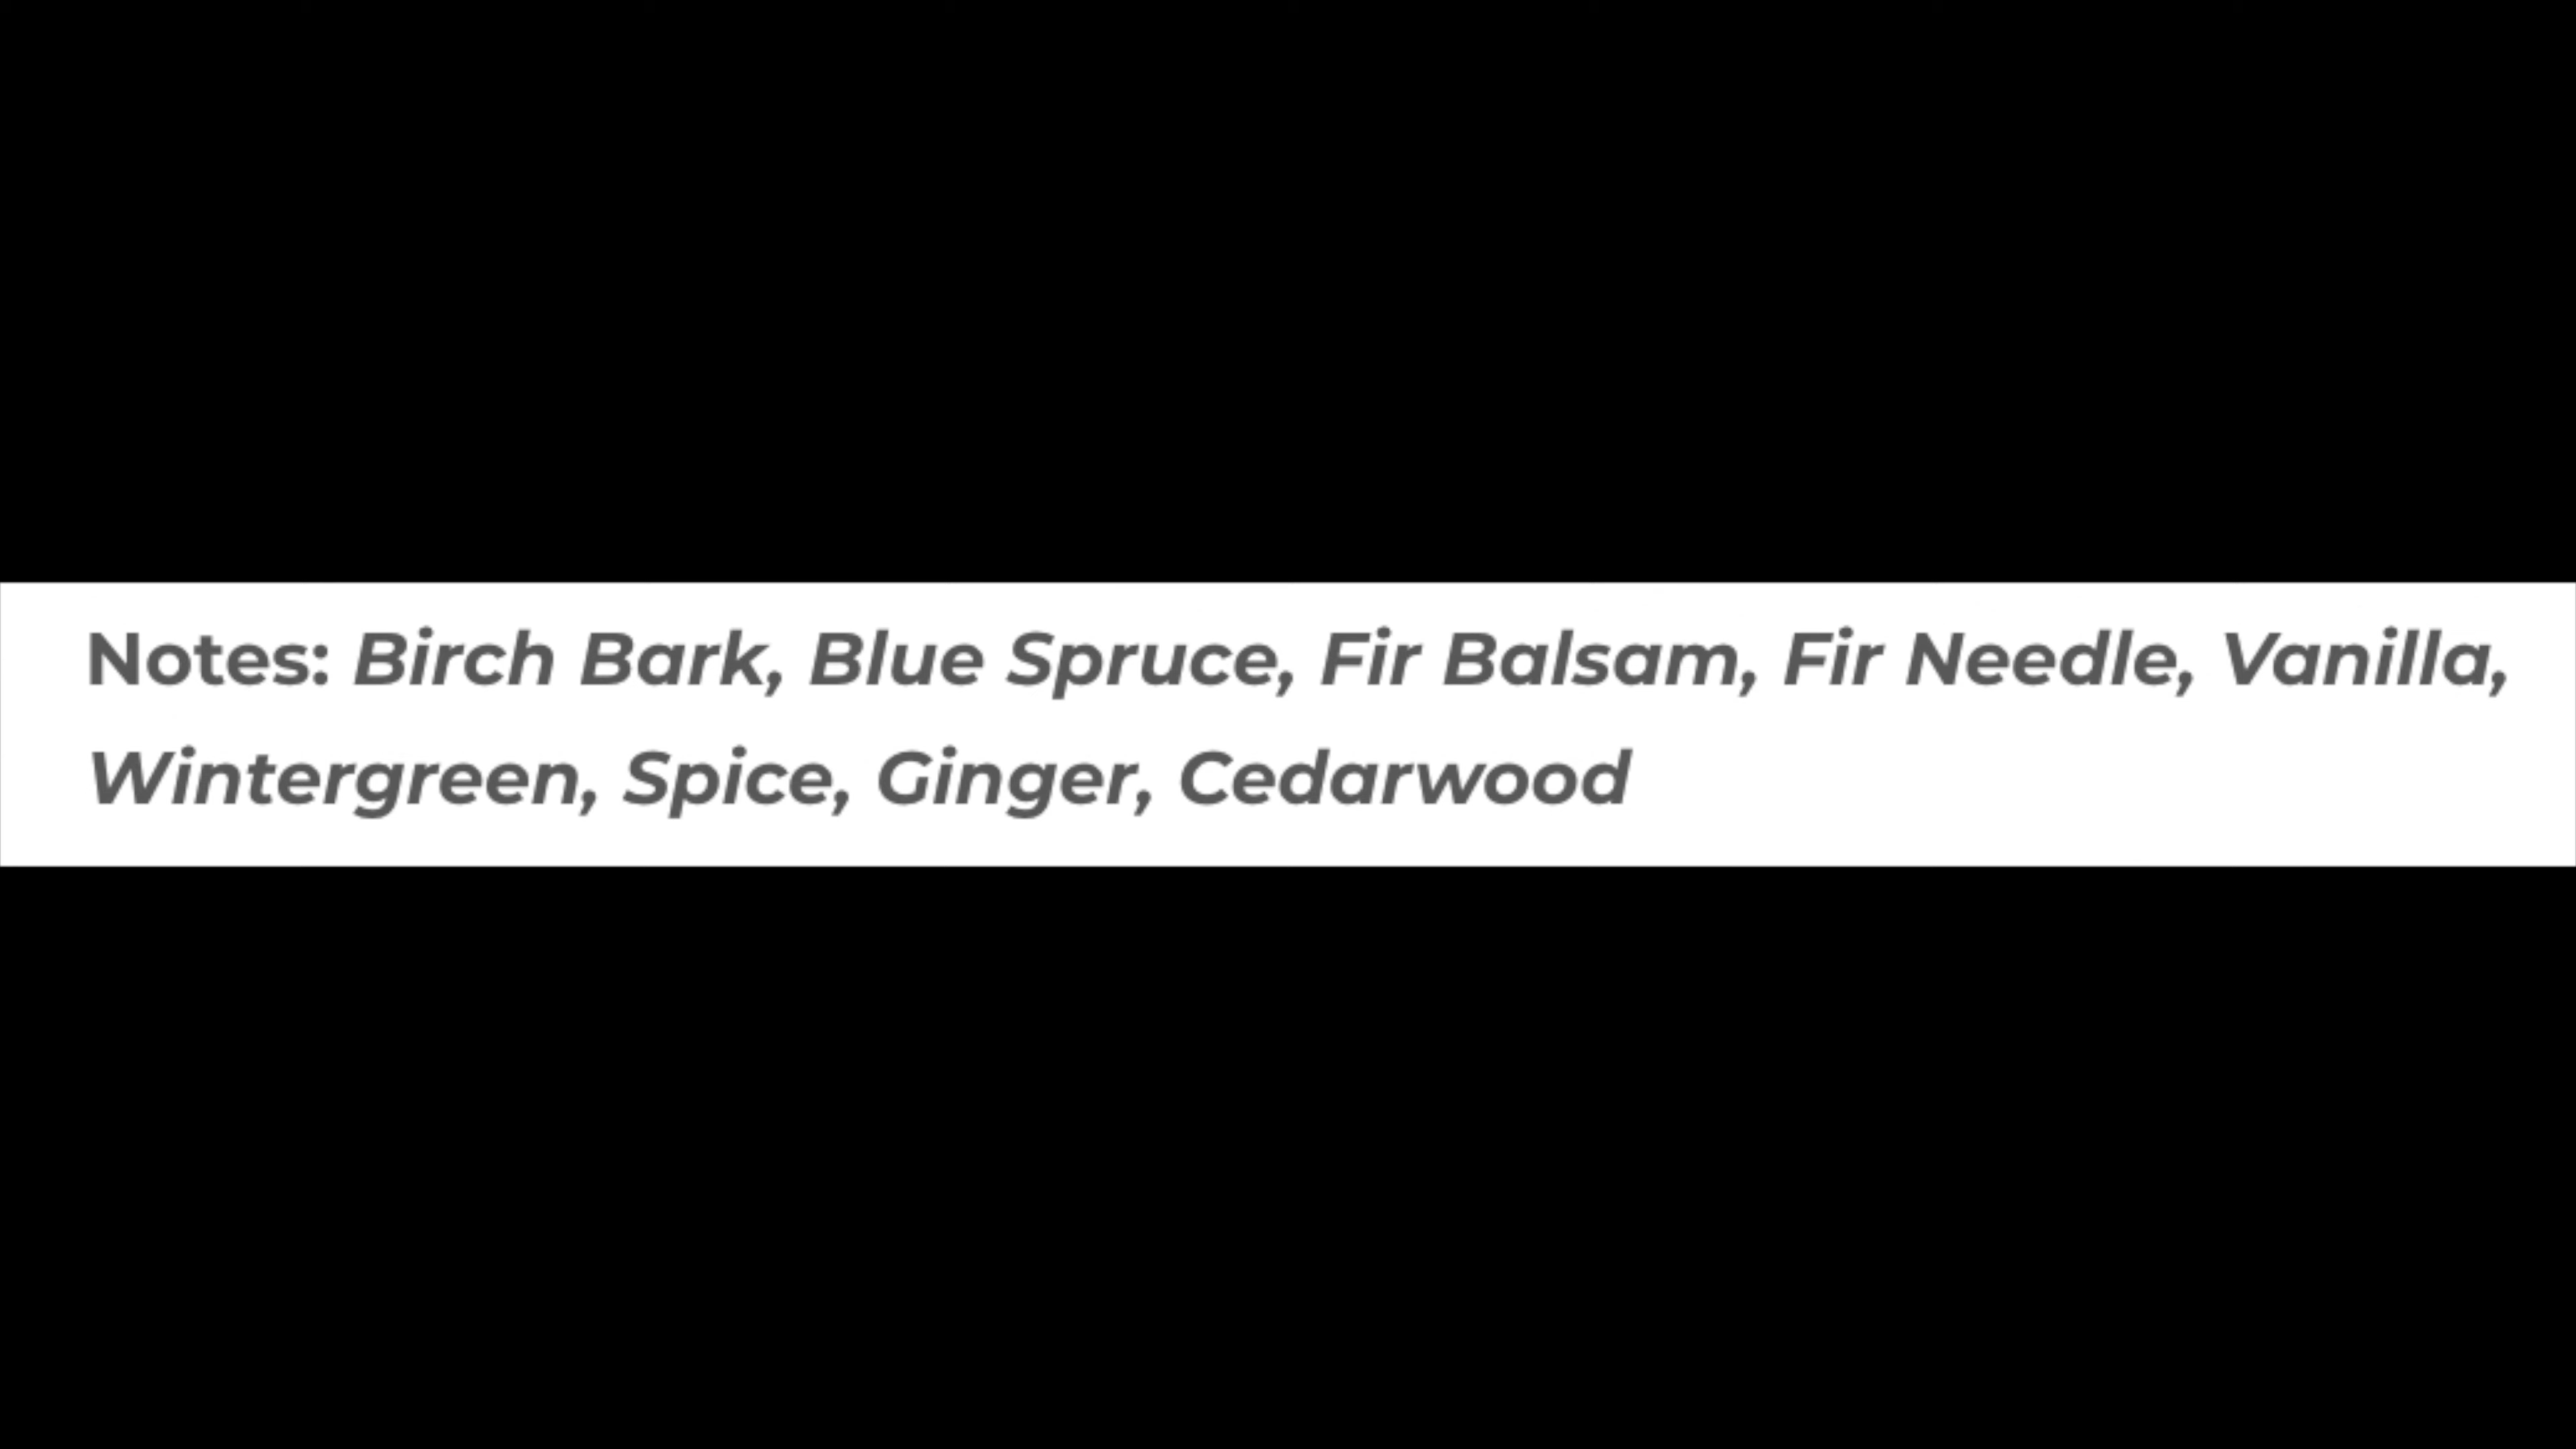 Notes: Birch Bark, Blue Spruce, Fir Balsam, Fir Needle, Vanilla,
Wintergreen, Spice, Ginger, Cedarwood